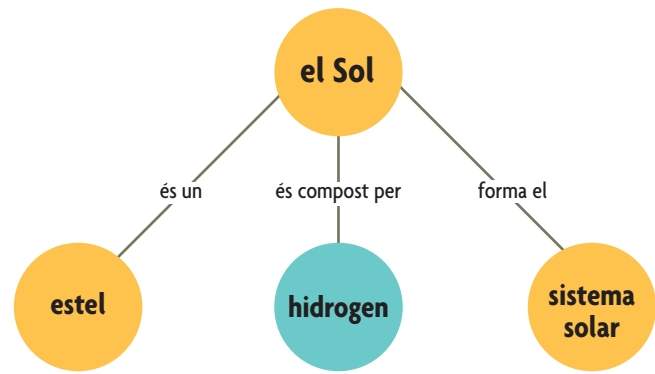 el Sol
és un
és compost per
forma el
estel
hidrogen
sistema
solar